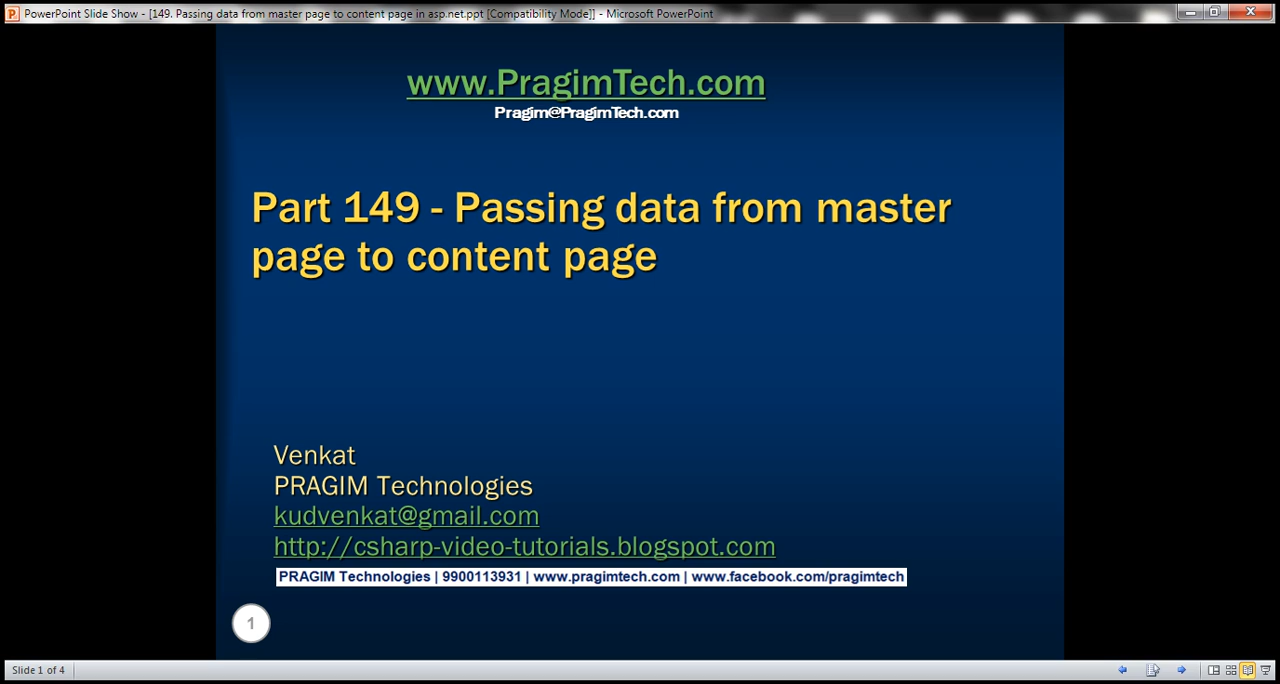 PowerPoint Slide Show - [149. Passing data from master page to content page in asp.net.ppt [Compatibility Mode]] - Microsoft PowerPoint
www.PragimTech.com
Pragim@PragimTech.com
Part 149 - Passing data from master
page to content page
Venkat
PRAGIM Technologies
kudvenkat@gmail.com
http://csharp-video-tutorials.blogspot.com
PRAGIM Technologies | 9900113931 | www.pragimtech.com | www.facebook.com/pragimtech
1
Slide 1 of 4